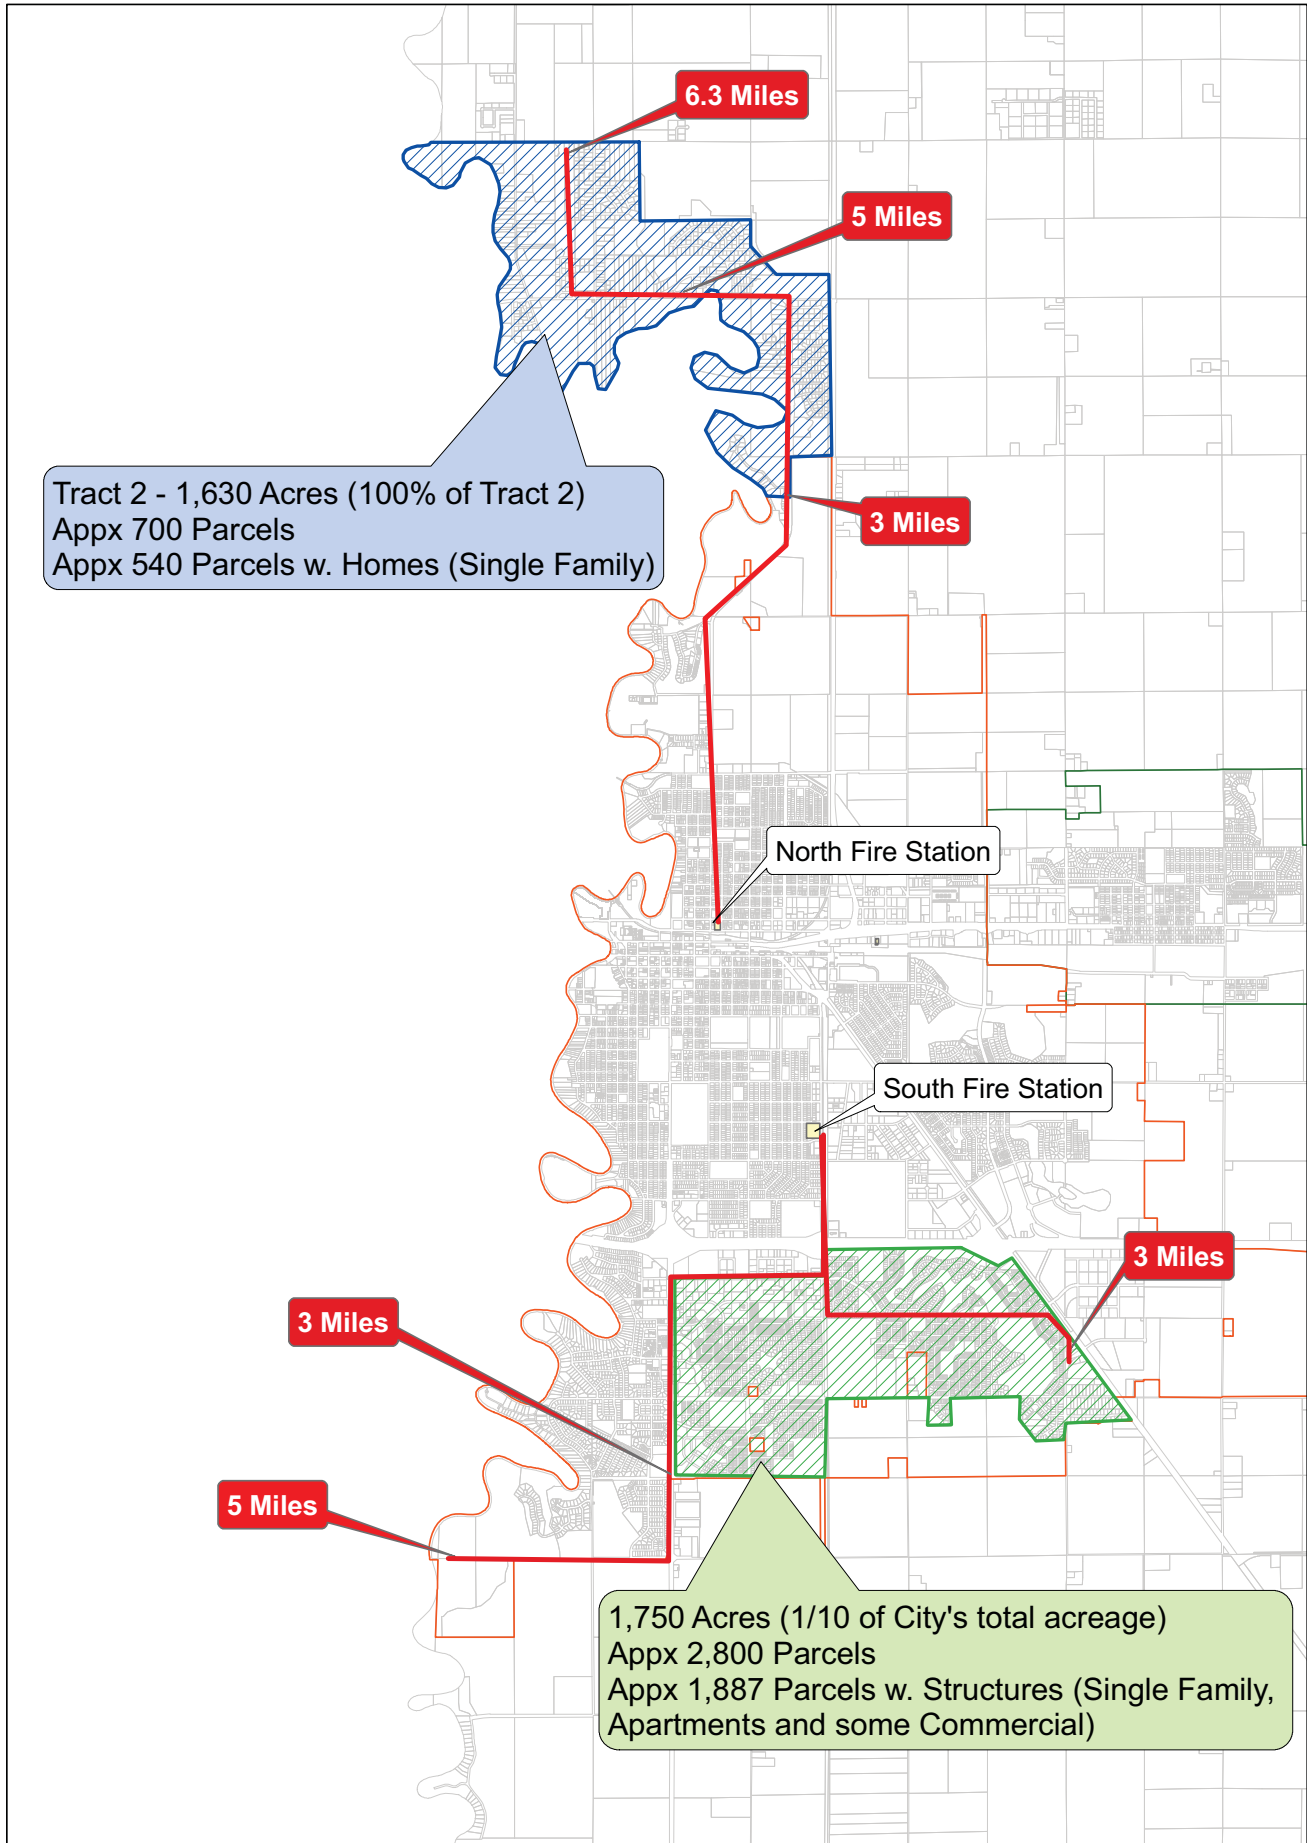 6.3 Miles
5 Miles
Tract 2 - 1,630 Acres (100% of Tract 2)
Appx 700 Parcels
Appx 540 Parcels w. Homes (Single Family)
3 Miles
North Fire Station
South Fire Station
3 Miles
3 Miles
5 Miles
1,750 Acres (1/10 of City's total acreage)
Appx 2,800 Parcels
Appx 1,887 Parcels w. Structures (Single Family,
Apartments and some Commercial)